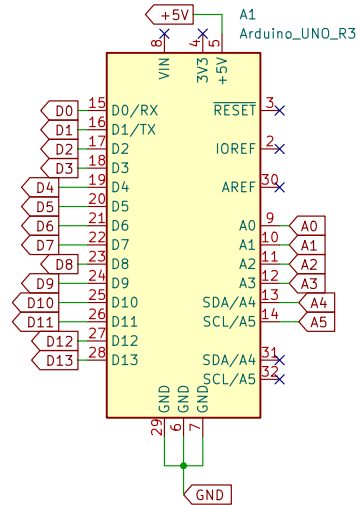 +5V
A1
Arduino_UNO_R3
8
4
5
VIN
3V3
+5V
D0 15 D0/RX RESET 3
D1 16 D1/TX
D2 17 D2 IOREF 2
D3 18 D3
D4 19 D4 AREF 30
D5 20 D5
D6 21 D6 A0 9 A0
D7 22 D7 A1 10 A1
D8 23 D8 A2 11 A2
D9 24 D9 A3 12 A3
D10 25 D10 SDA/A4 13 A4
D11 26 D11 SCL/A5 14 A5
D12 27 D12
D13 28 D13 SDA/A4 31
SCL/A5 32
GND
GND
GND
29
6
7
GND